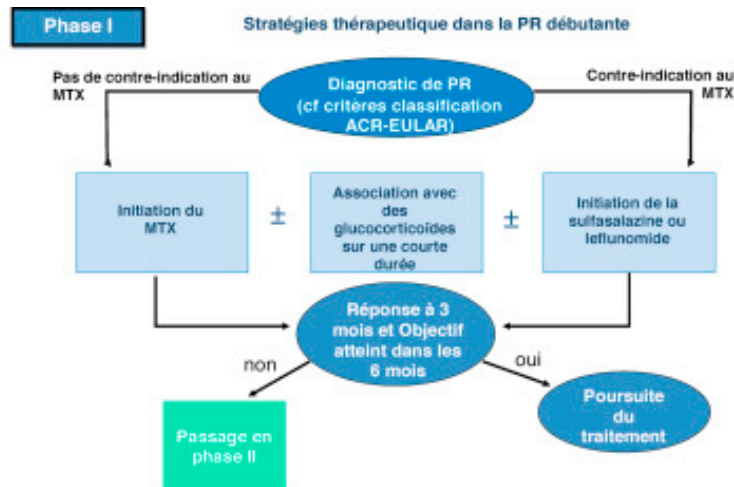 Phase I
Stratégies thérapeutique dans la PR débutante
Pas de contre-indication au
MTX
Diagnostic de PR
(cf critères classification
ACR-EULAR)
Contre-indication au
MTX
Initiation du
MTX
±
Association avec
des
glucocorticoïdes
sur une courte
durée
±
Initiation de la
sulfasalazine ou
leflunomide
Réponse à 3
mois et Objectif
atteint dans les
6 mois
non
oui
Passage en
phase II
Poursuite
du
traitement